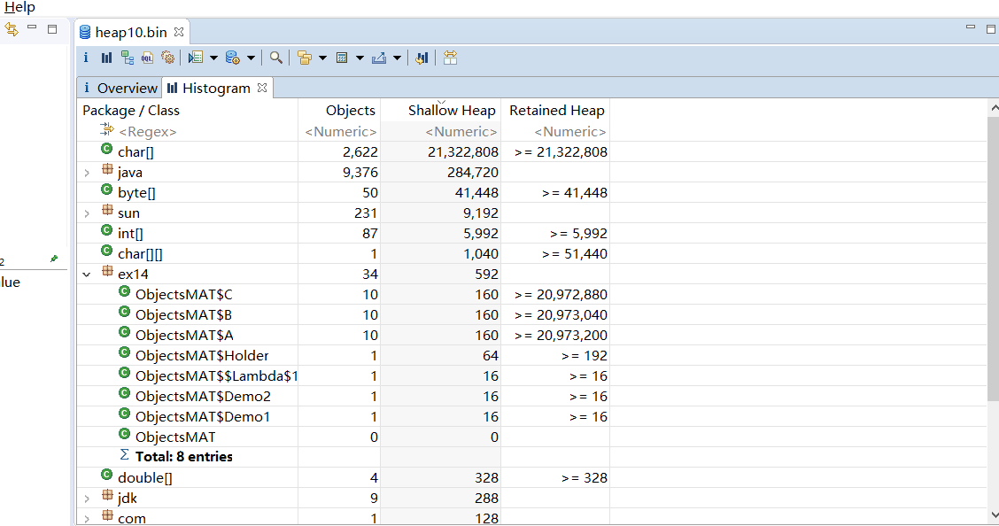 Help
heap10.bin
i OQL
i Overview Histogram
Package / Class Objects Shallow Heap Retained Heap
<Regex> <Numeric> <Numeric> <Numeric>
char[] 2,622 21,322,808 >= 21,322,808
java 9,376 284,720
byte[] 50 41,448 >= 41,448
sun 231 9,192
int[] 87 5,992 >= 5,992
char[][] 1 1,040 >= 51,440
2
ex14 34 592
lue
ObjectsMAT$C 10 160 >= 20,972,880
ObjectsMAT$B 10 160 >= 20,973,040
ObjectsMAT$A 10 160 >= 20,973,200
ObjectsMAT$Holder 1 64 >= 192
ObjectsMAT$$Lambda$1 1 16 >= 16
ObjectsMAT$Demo2 1 16 >= 16
ObjectsMAT$Demo1 1 16 >= 16
ObjectsMAT 0 0
Σ Total: 8 entries
double[] 4 328 >= 328
jdk 9 288
com 1 128